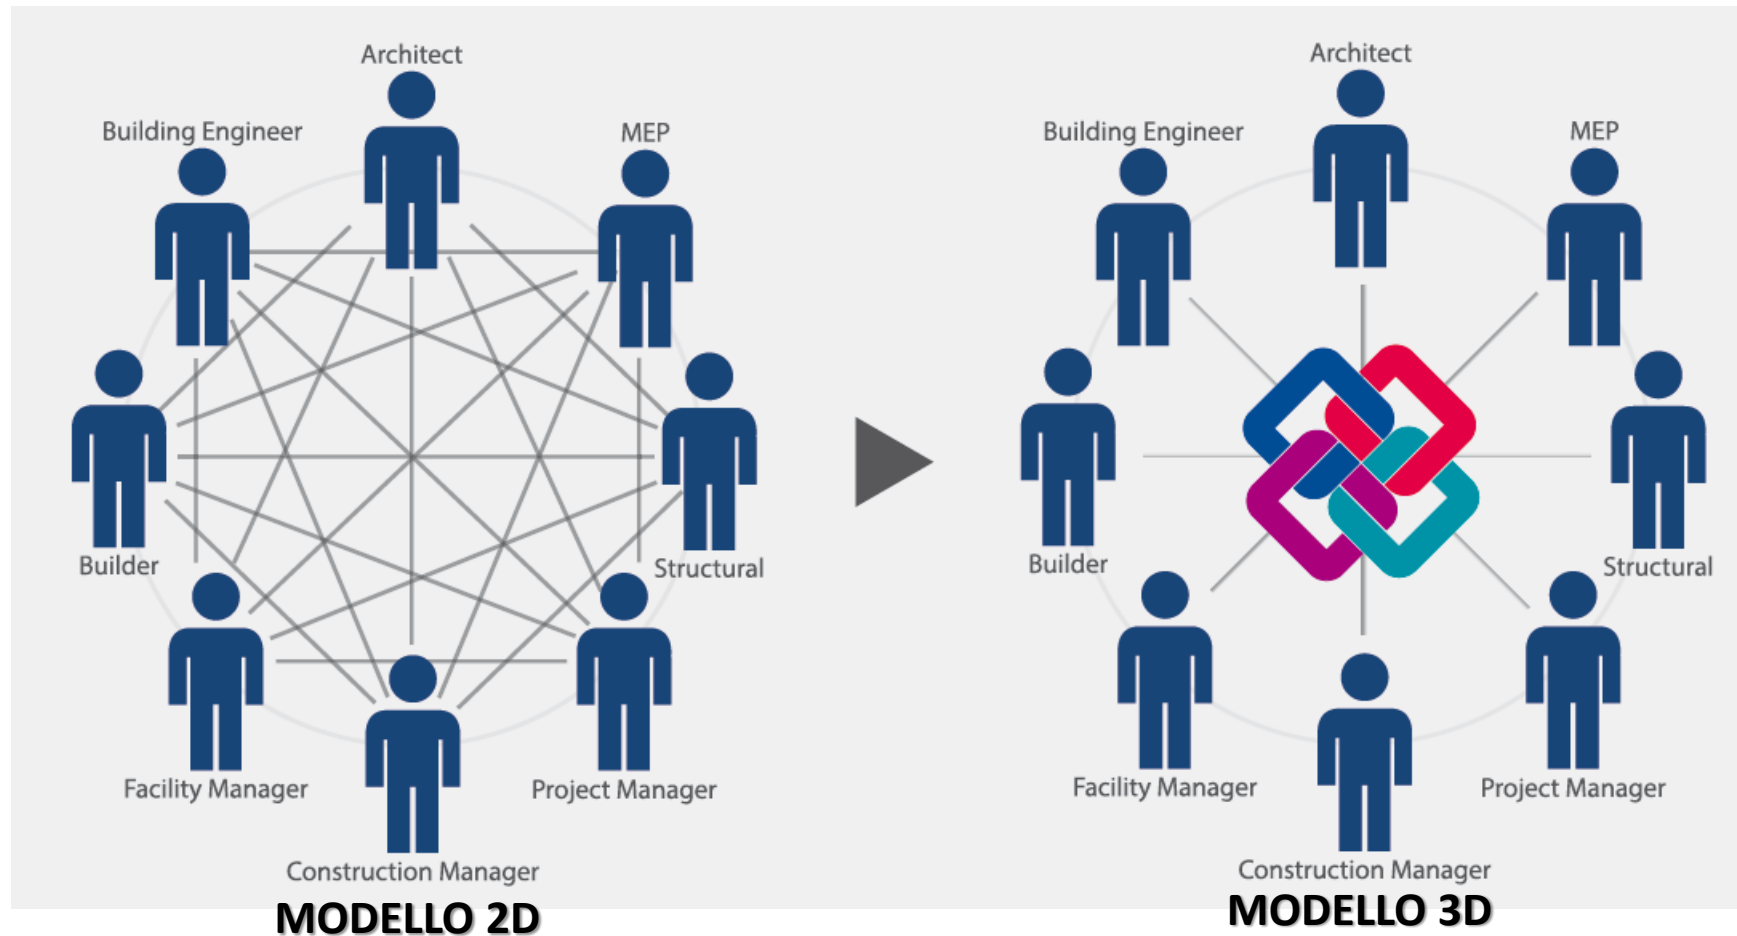 Architect
Building Engineer
MEP
Builder
Structural
Facility Manager
Project Manager
Construction Manager
MODELLO 2D
Architect
Building Engineer
MEP
Builder
Structural
Facility Manager
Project Manager
Construction Manager
MODELLO 3D